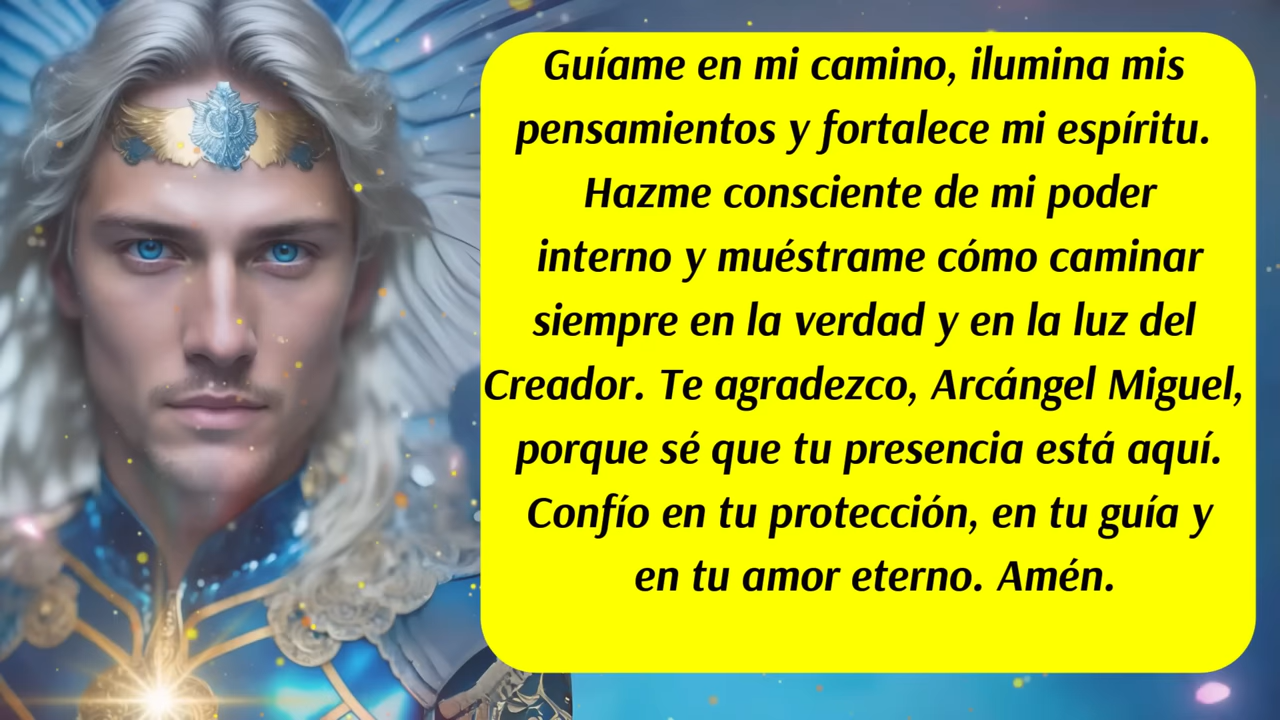 Guíame en mi camino, ilumina mis
pensamientos y fortalece mi espíritu.
Hazme consciente de mi poder
interno y muéstrame cómo caminar
siempre en la verdad y en la luz del
Creador. Te agradezco, Arcángel Miguel,
porque sé que tu presencia está aquí.
Confío en tu protección, en tu guía y
en tu amor eterno. Amén.